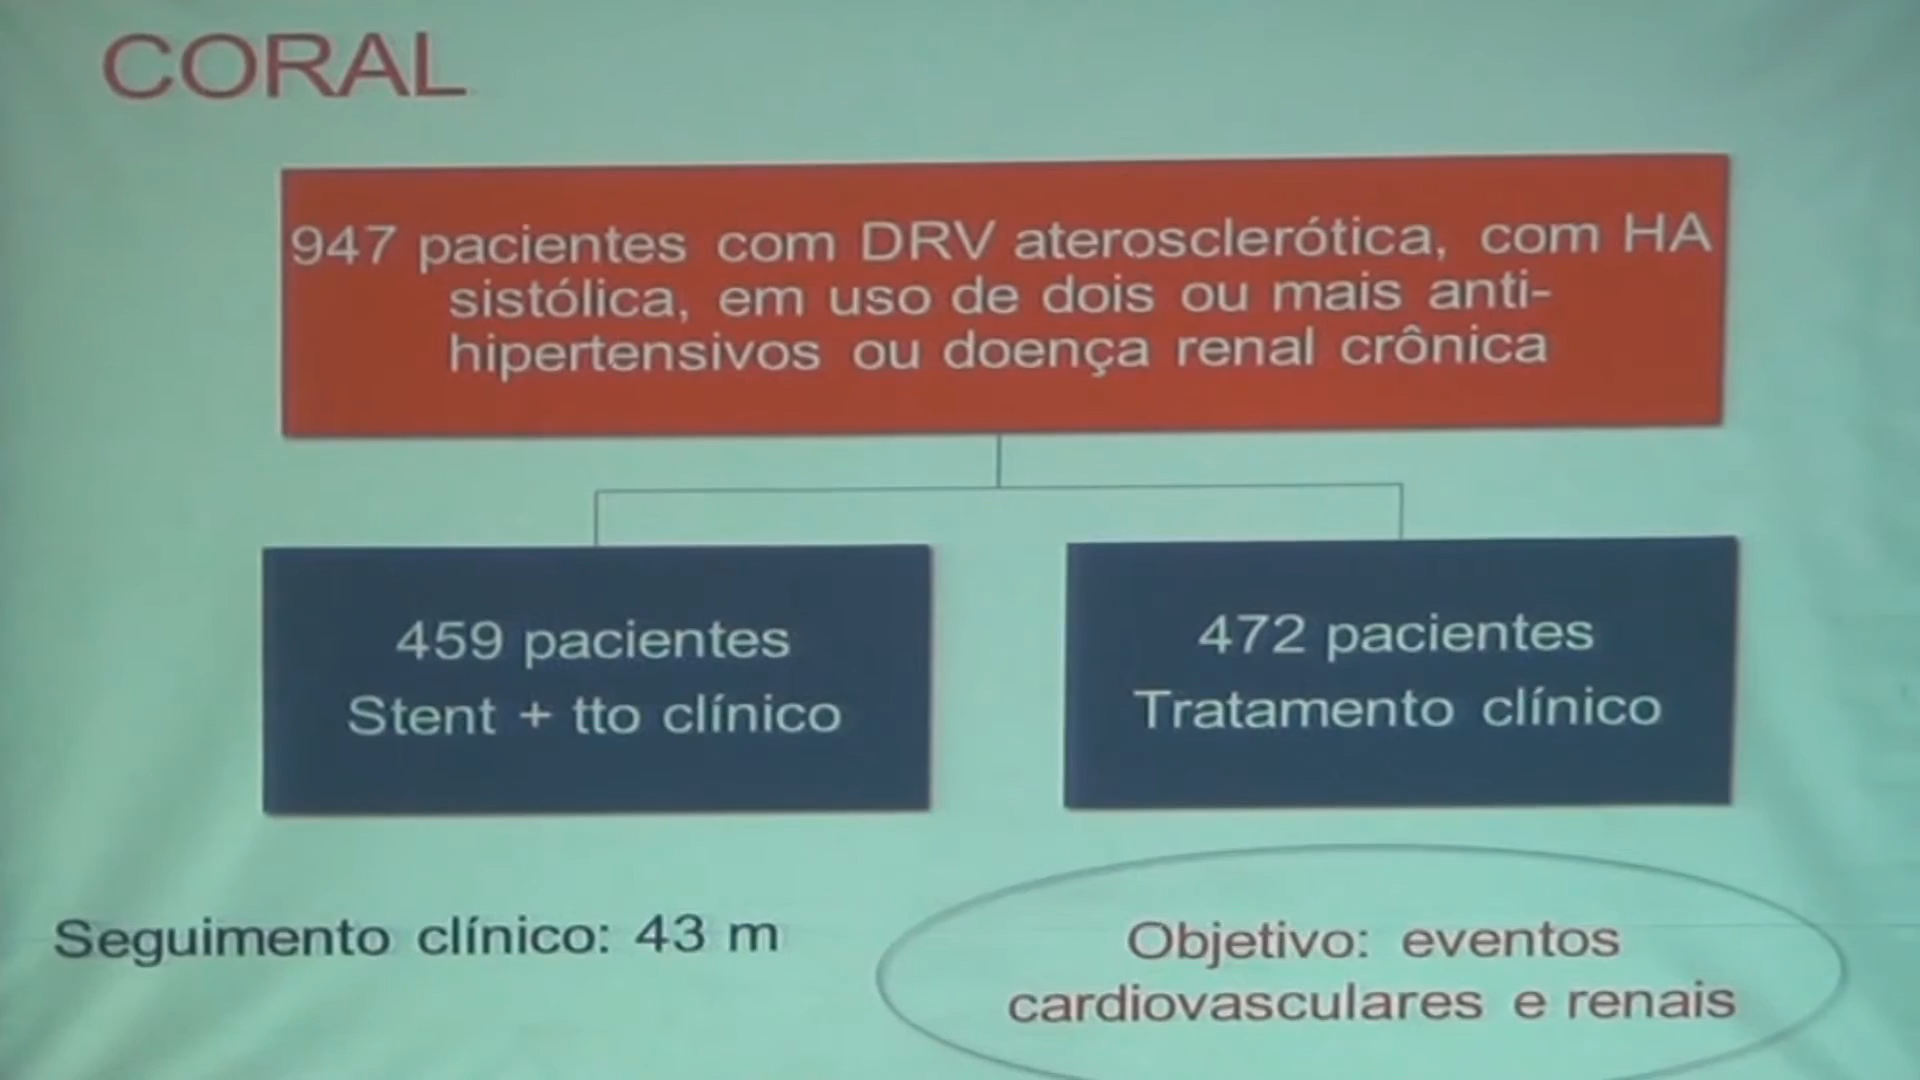 CORAL
947 pacientes com DRV aterosclerótica, com HA
sistólica, em uso de dois ou mais anti-
hipertensivos ou doença renal crônica
459 pacientes
Stent + tto clínico
472 pacientes
Tratamento clínico
Seguimento clínico: 43 m
Objetivo: eventos
cardiovasculares e renais